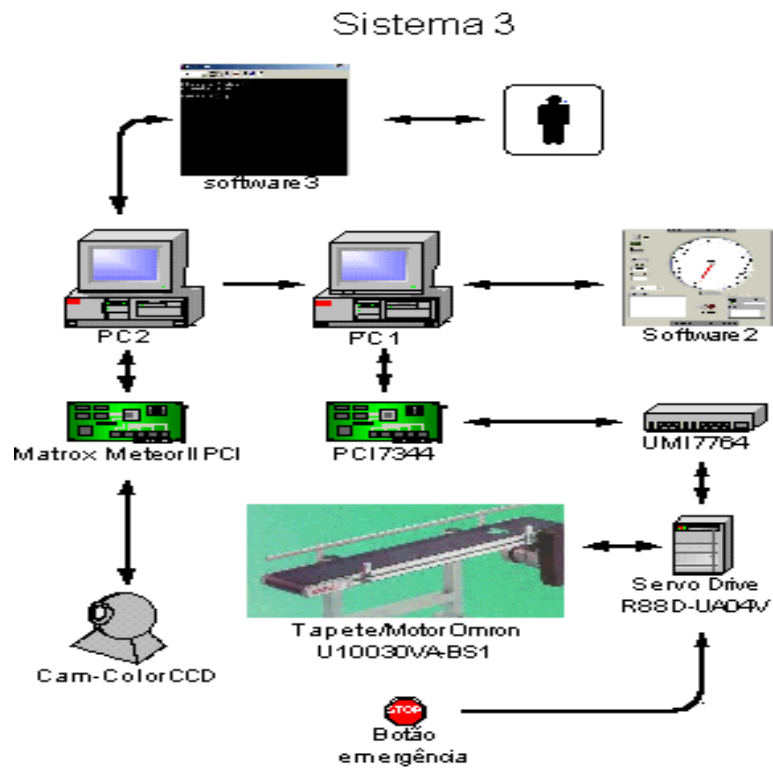 Sistema 3
software3
PC2
PC1
Software2
Matrox MeteorII PCI
PCI7344
UMI7764
Servo Drive
R88D-UA04V
Tapete/Motor Omron
U10030VA-BS1
Cam-ColorCCD
STOP
Botão
emergência